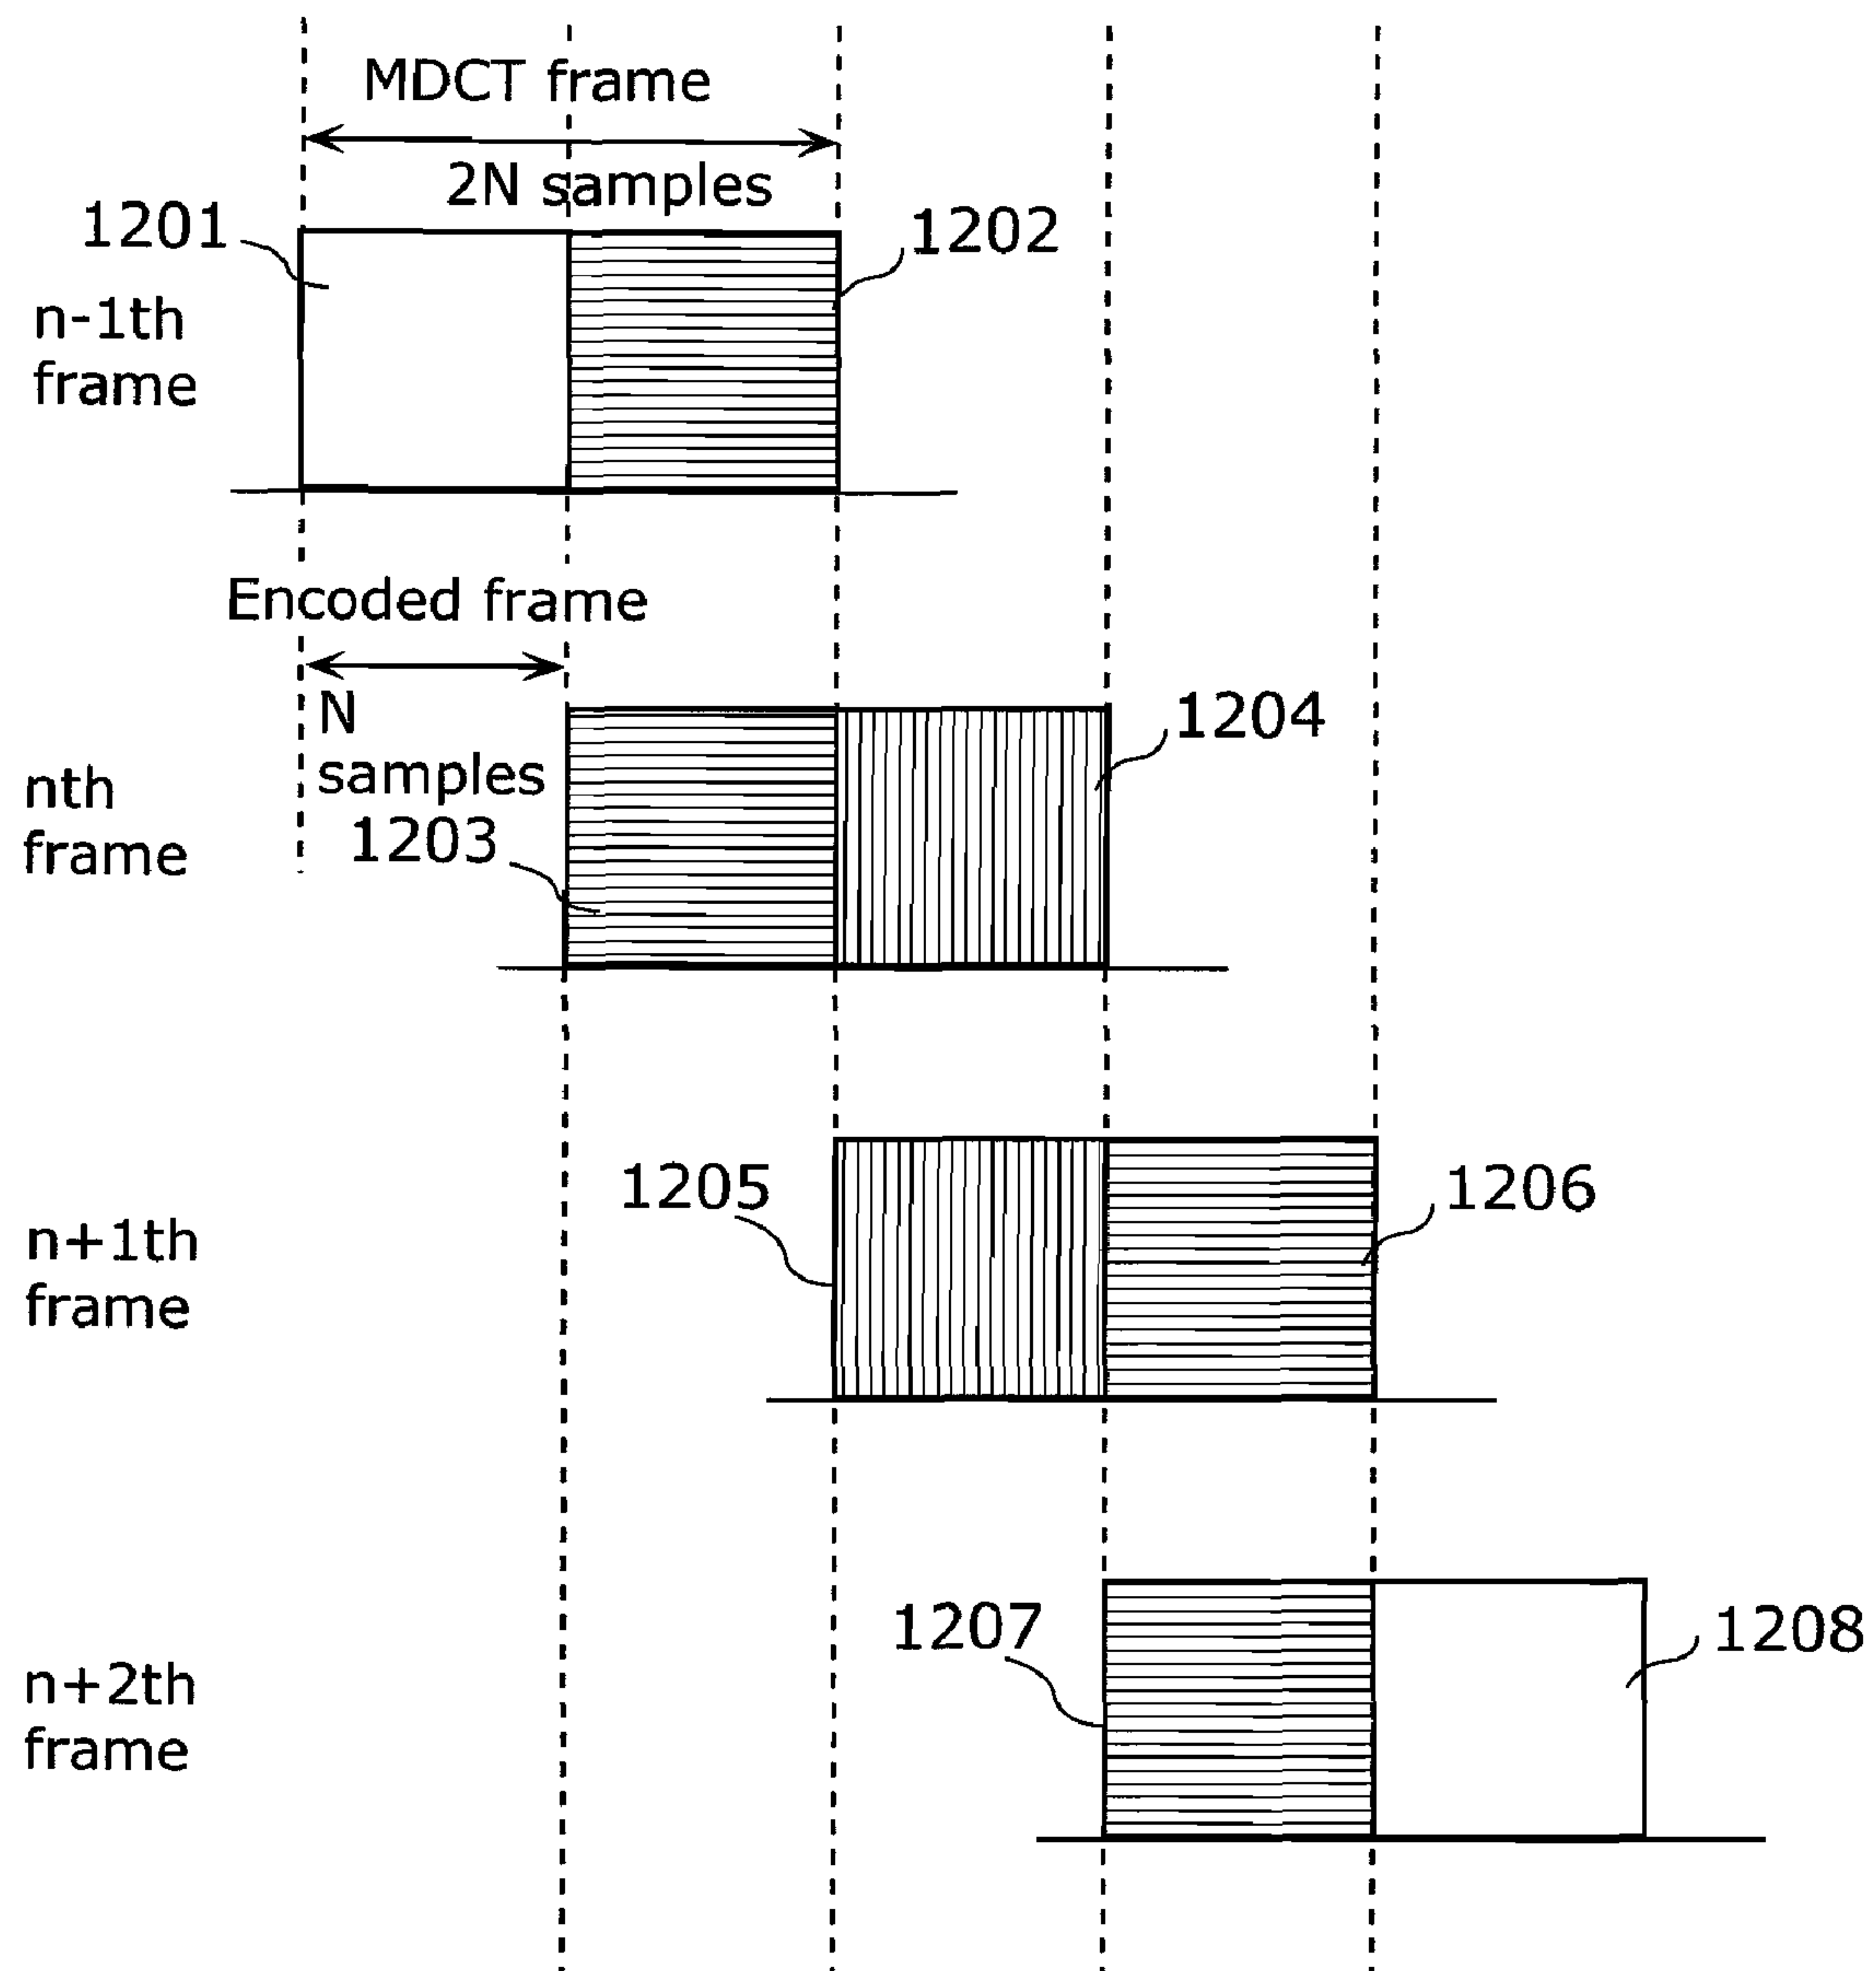 MDCT frame
2N samples
1201
1202
n-1th
frame
Encoded frame
N
samples
1203
1204
nth
frame
1205
1206
n+1th
frame
1207
1208
n+2th
frame